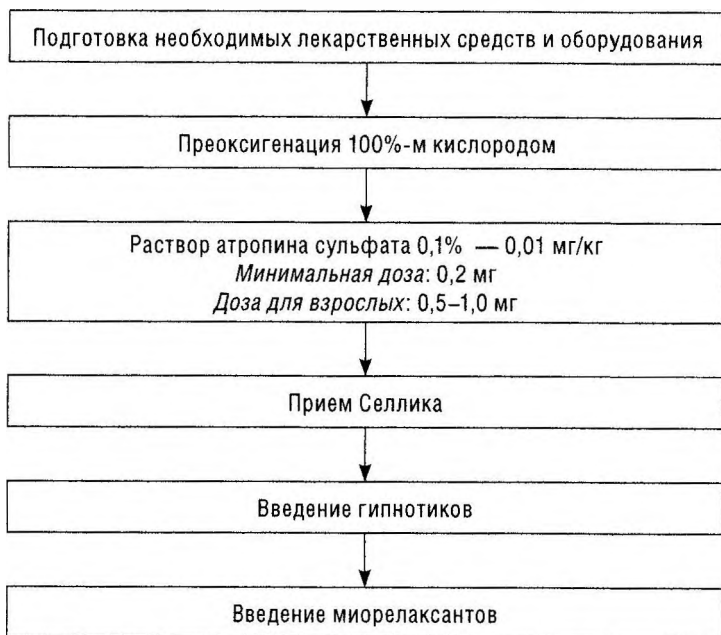 Подготовка необходимых лекарственных средств и оборудования
Преоксигенация 100%-м кислородом
Раствор атропина сульфата 0,1% — 0,01 мг/кг
Минимальная доза: 0,2 мг
Доза для взрослых: 0,5–1,0 мг
Прием Селлика
Введение гипнотиков
Введение миорелаксантов